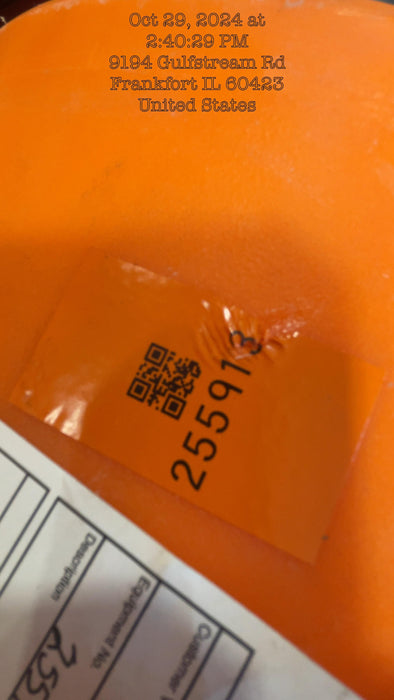 Oct 29, 2024 at
2:40:29 PM
9194 Gulfstream Rd
Frankfort IL 60423
United States
255913
Description
Equipment No.
Customer